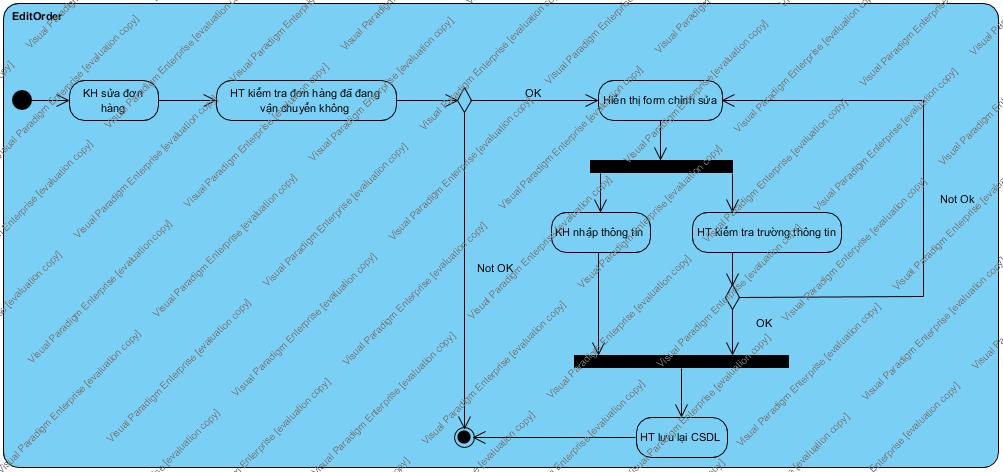 EditOrder
KH sửa đơn
hàng
HT kiểm tra đơn hàng đã đang
vận chuyển không
OK
Hiển thị form chỉnh sửa
Not Ok
KH nhập thông tin
HT kiểm tra trường thông tin
Not OK
OK
HT lưu lại CSDL
Visual Paradigm Enterprise [evaluation copy]